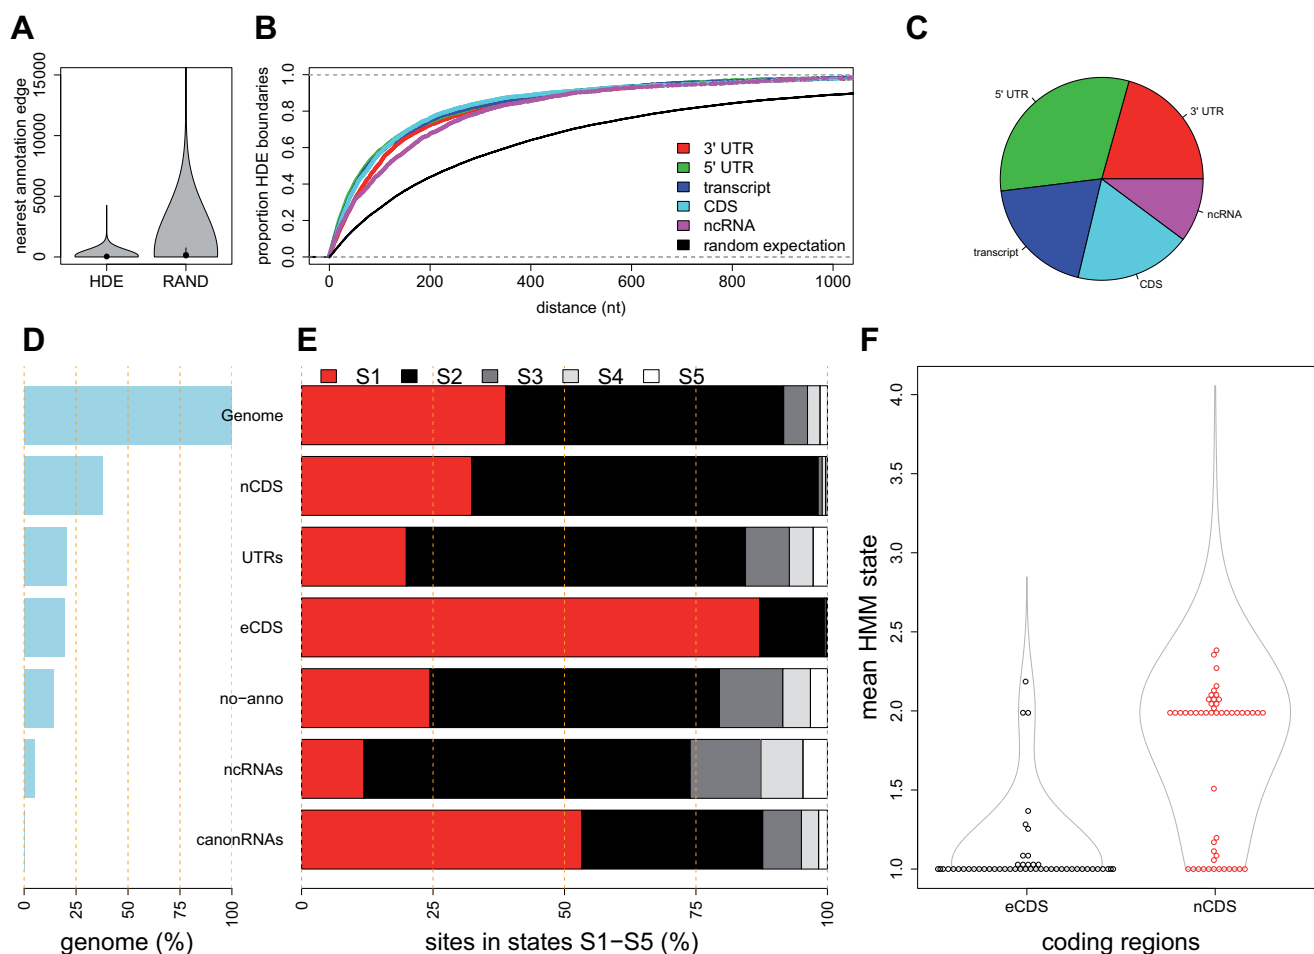 A
nearest annotation edge
0
5000
10000
15000
HDE
RAND
B
proportion HDE boundaries
0.0
0.2
0.4
0.6
0.8
1.0
3' UTR
5' UTR
transcript
CDS
ncRNA
random expectation
0
200
400
600
800
1000
distance (nt)
C
5' UTR
3' UTR
ncRNA
CDS
transcript
D
Genome
nCDS
UTRs
eCDS
no−anno
ncRNAs
canonRNAs
0
25
50
75
100
genome (%)
E
S1
S2
S3
S4
S5
0
25
50
75
100
sites in states S1−S5 (%)
F
mean HMM state
1.0
1.5
2.0
2.5
3.0
3.5
4.0
eCDS
nCDS
coding regions